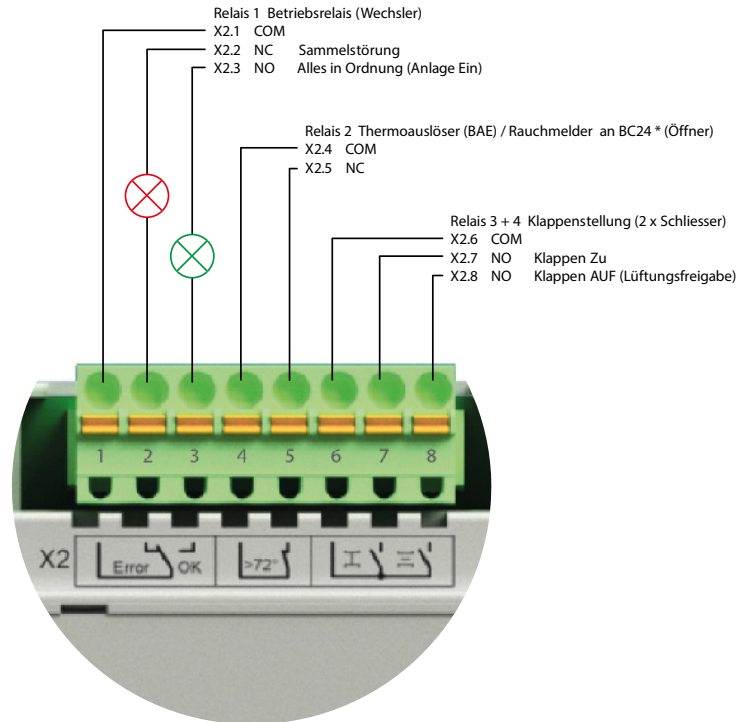 Relais 1 Betriebsrelais (Wechsler)
X2.1 COM
X2.2 NC Sammelstörung
X2.3 NO Alles in Ordnung (Anlage Ein)
Relais 2 Thermoauslöser (BAE) / Rauchmelder an BC24 * (Öffner)
X2.4 COM
X2.5 NC
Relais 3 + 4 Klappenstellung (2 x Schliesser)
X2.6 COM
X2.7 NO Klappen Zu
X2.8 NO Klappen AUF (Lüftungsfreigabe)
1 2 3 4 5 6 7 8
X2 Error OK >72°